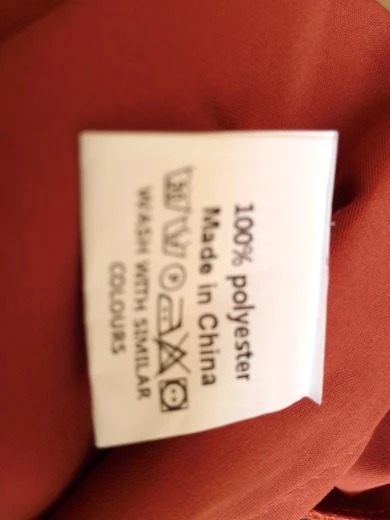 100% polyester
Made in China
WASH WITH SIMILAR
COLOURS